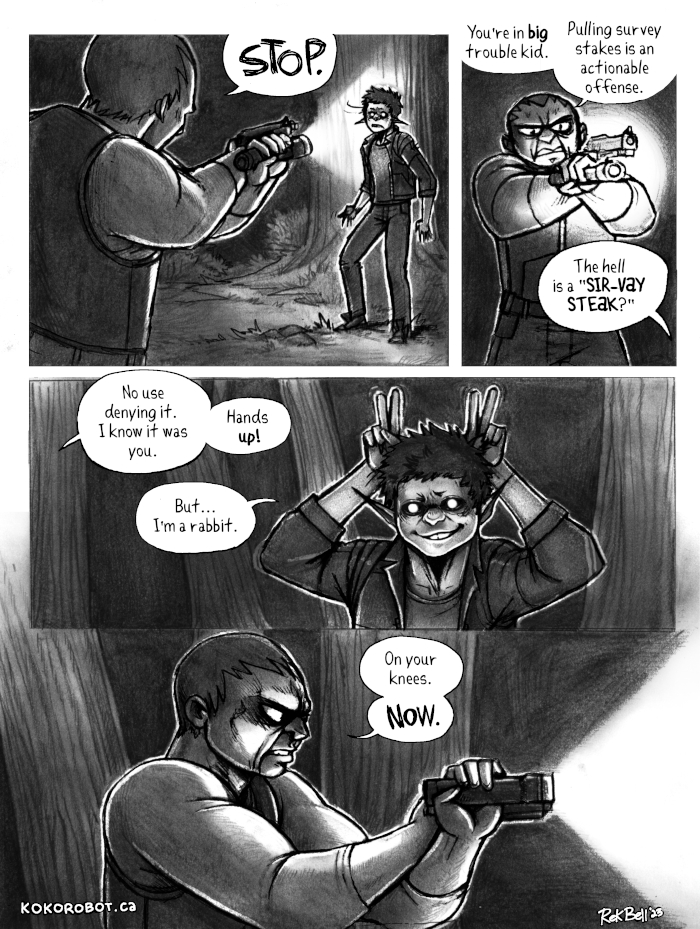 STOP.
You're in big
trouble kid.
Pulling survey
stakes is an
actionable
offense.
The hell
is a "SIR-VAY
STEAK?"
No use
denying it.
I know it was
you.
Hands
up!
But...
I'm a rabbit.
On your
knees.
NOW.
KOKOROBOT.CA
Rek Bell '23